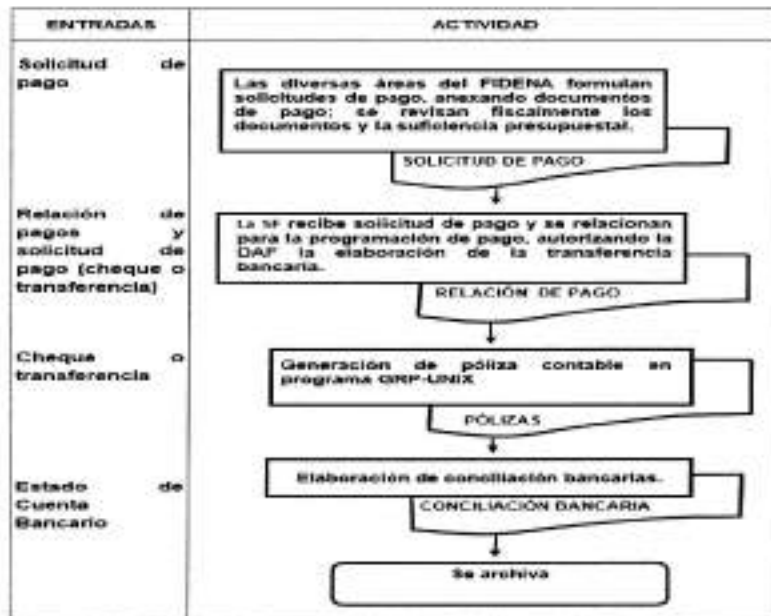 ENTRADAS
ACTIVIDAD
Solicitud de
pago
Las diversas áreas del FIDENA formulan
solicitudes de pago, anexando documentos
de pago; se revisan fiscalmente los
documentos y la suficiencia presupuestal.
SOLICITUD DE PAGO
Relación de
pagos y
solicitud de
pago (cheque o
transferencia)
La SF recibe solicitud de pago y se relacionan
para la programación de pago, autorizando la
DAF la elaboración de la transferencia
bancaria.
RELACIÓN DE PAGO
Cheque o
transferencia
Generación de póliza contable en
programa GRP-UNIX
PÓLIZAS
Estado de
Cuenta
Bancario
Elaboración de conciliación bancarias.
CONCILIACIÓN BANCARIA
Se archiva